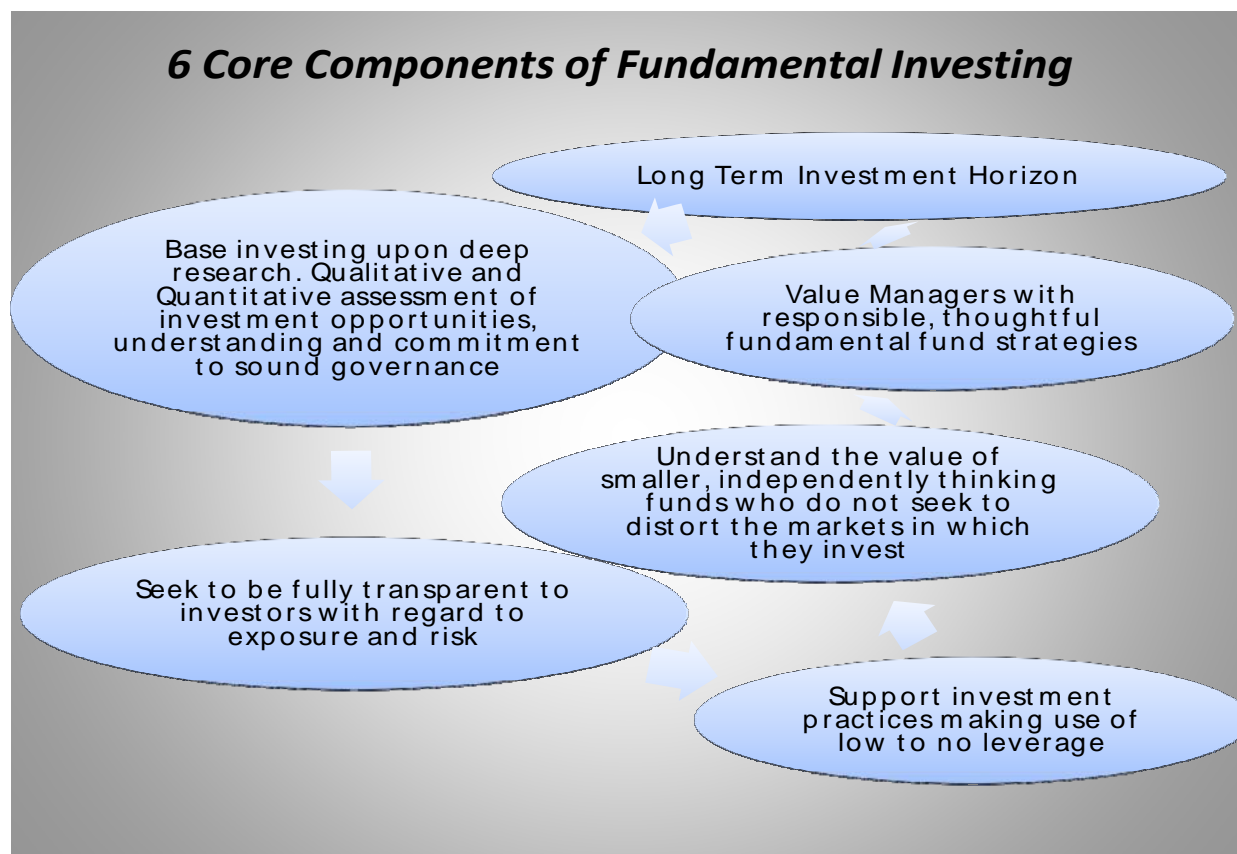 6 Core Components of Fundamental Investing
Long Term Investment Horizon
Base investing upon deep
research. Qualitative and
Quantitative assessment of
investment opportunities,
understanding and commitment
to sound governance
Value Managers with
responsible, thoughtful
fundamental fund strategies
Understand the value of
smaller, independently thinking
funds who do not seek to
distort the markets in which
they invest
Seek to be fully transparent to
investors with regard to
exposure and risk
Support investment
practices making use of
low to no leverage